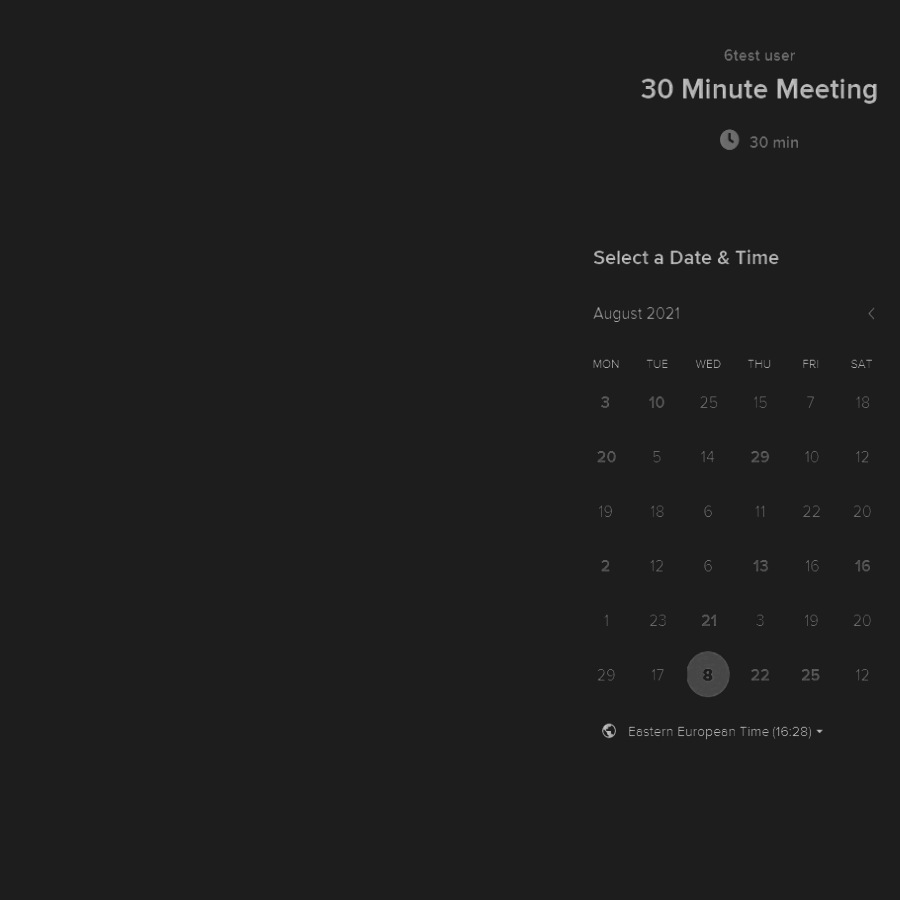 6test user
30 Minute Meeting
30 min
Select a Date & Time
August 2021
MON TUE WED THU FRI SAT
3 10 25 15 7 18
20 5 14 29 10 12
19 18 6 11 22 20
2 12 6 13 16 16
1 23 21 3 19 20
29 17 8 22 25 12
Eastern European Time (16:28)